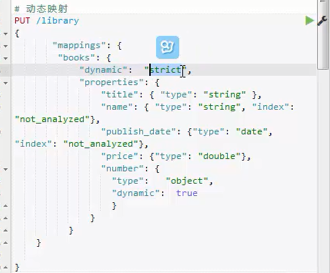 # 动态映射
PUT /library
{
"mappings": {
"books": {
"dynamic": "strict",
"properties": {
"title": { "type": "string" },
"name": { "type": "string", "index":
"not_analyzed"},
"publish_date": {"type": "date",
"index": "not_analyzed"},
"price": {"type": "double"},
"number": {
"type": "object",
"dynamic": true
}
}
}
}
}